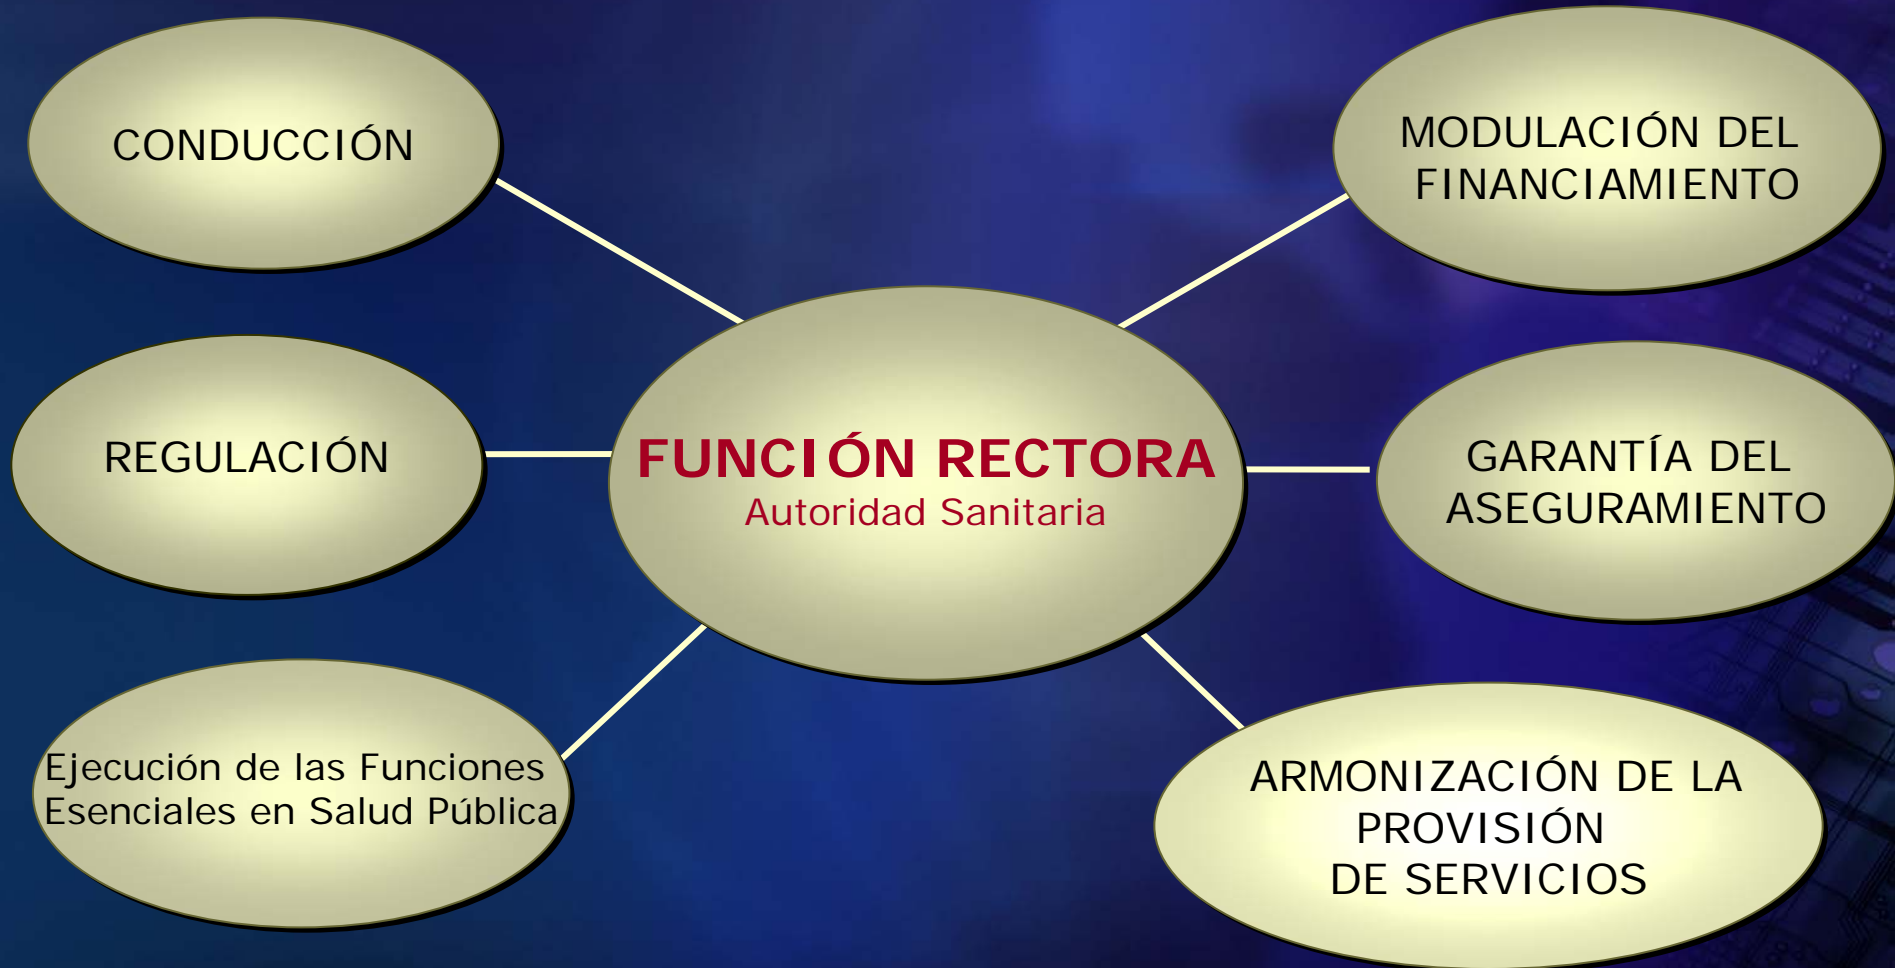 CONDUCCIÓN
REGULACIÓN
Ejecución de las Funciones
Esenciales en Salud Pública
FUNCIÓN RECTORA
Autoridad Sanitaria
MODULACIÓN DEL
FINANCIAMIENTO
GARANTÍA DEL
ASEGURAMIENTO
ARMONIZACIÓN DE LA
PROVISIÓN
DE SERVICIOS